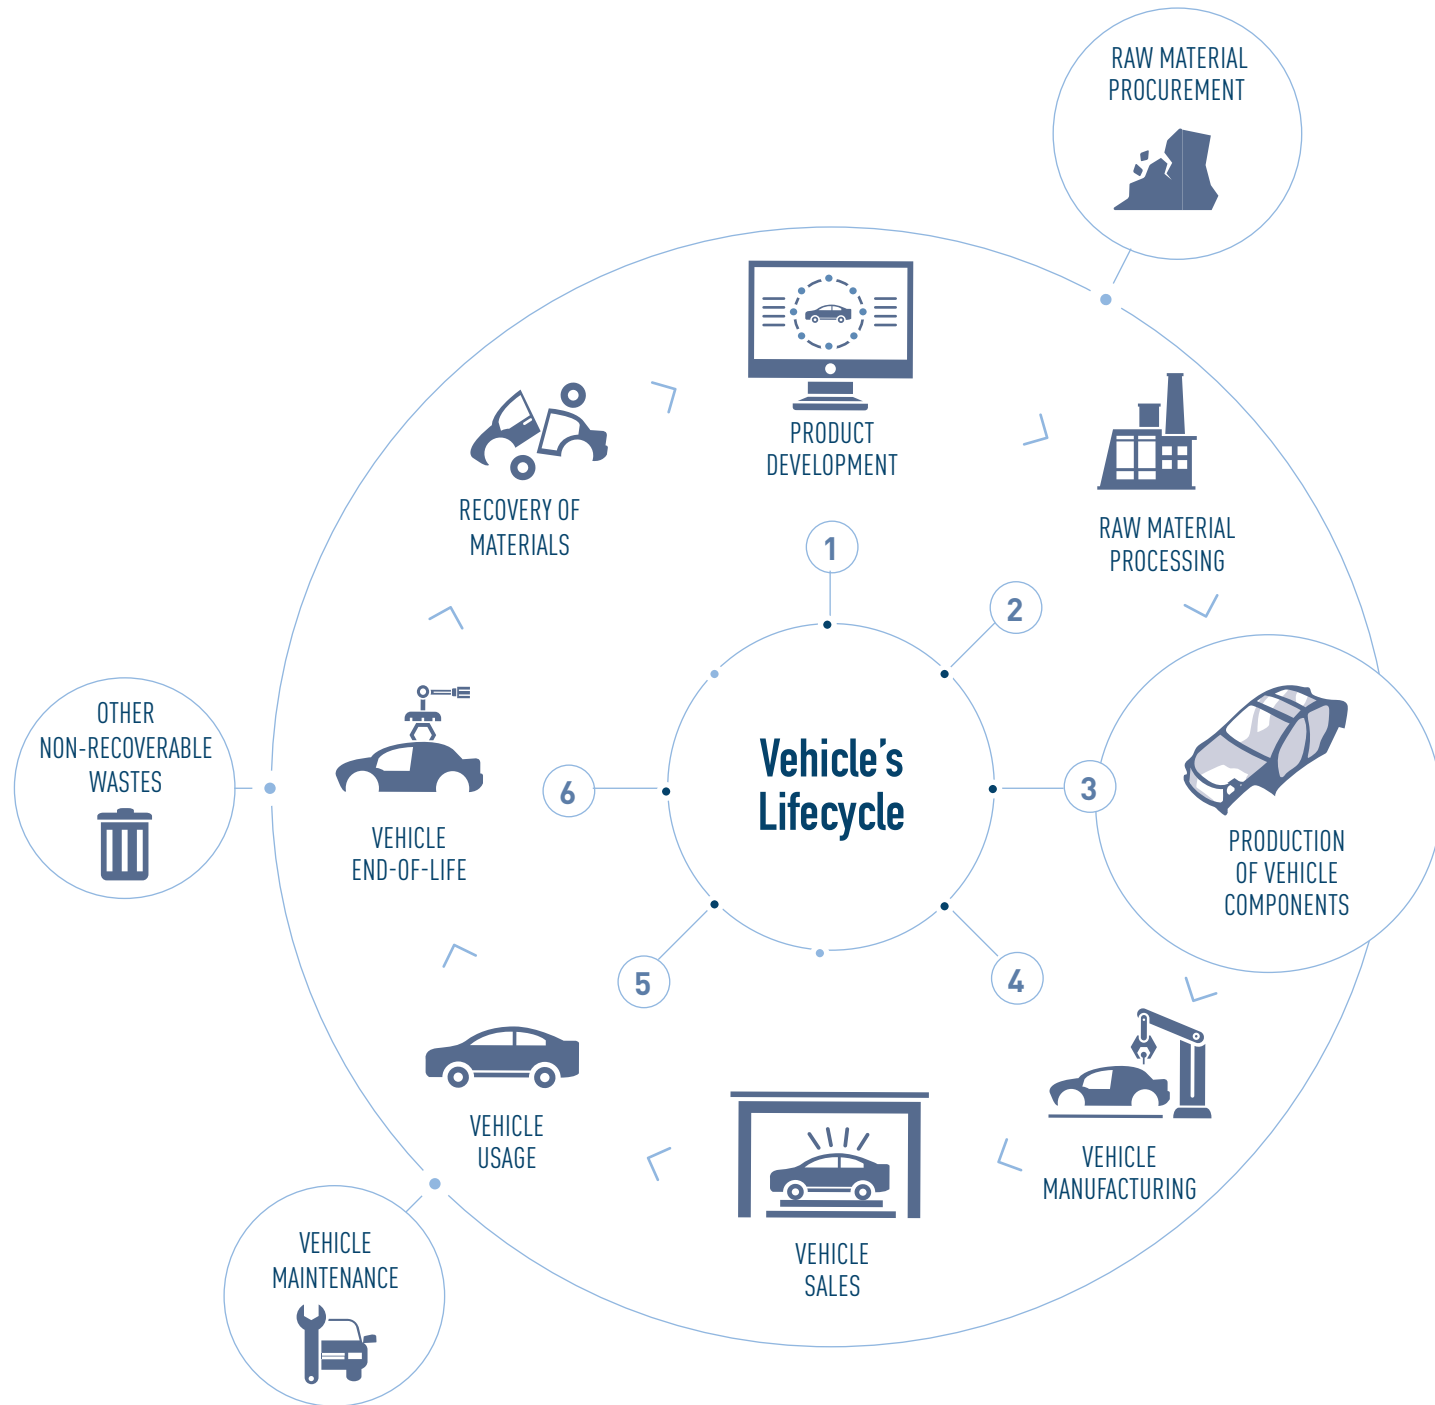 RAW MATERIAL
PROCUREMENT
PRODUCT
DEVELOPMENT
RAW MATERIAL
PROCESSING
RECOVERY OF
MATERIALS
1
2
3
4
5
6
Vehicle’s
Lifecycle
PRODUCTION
OF VEHICLE
COMPONENTS
OTHER
NON-RECOVERABLE
WASTES
VEHICLE
END-OF-LIFE
VEHICLE
MANUFACTURING
VEHICLE
SALES
VEHICLE
USAGE
VEHICLE
MAINTENANCE